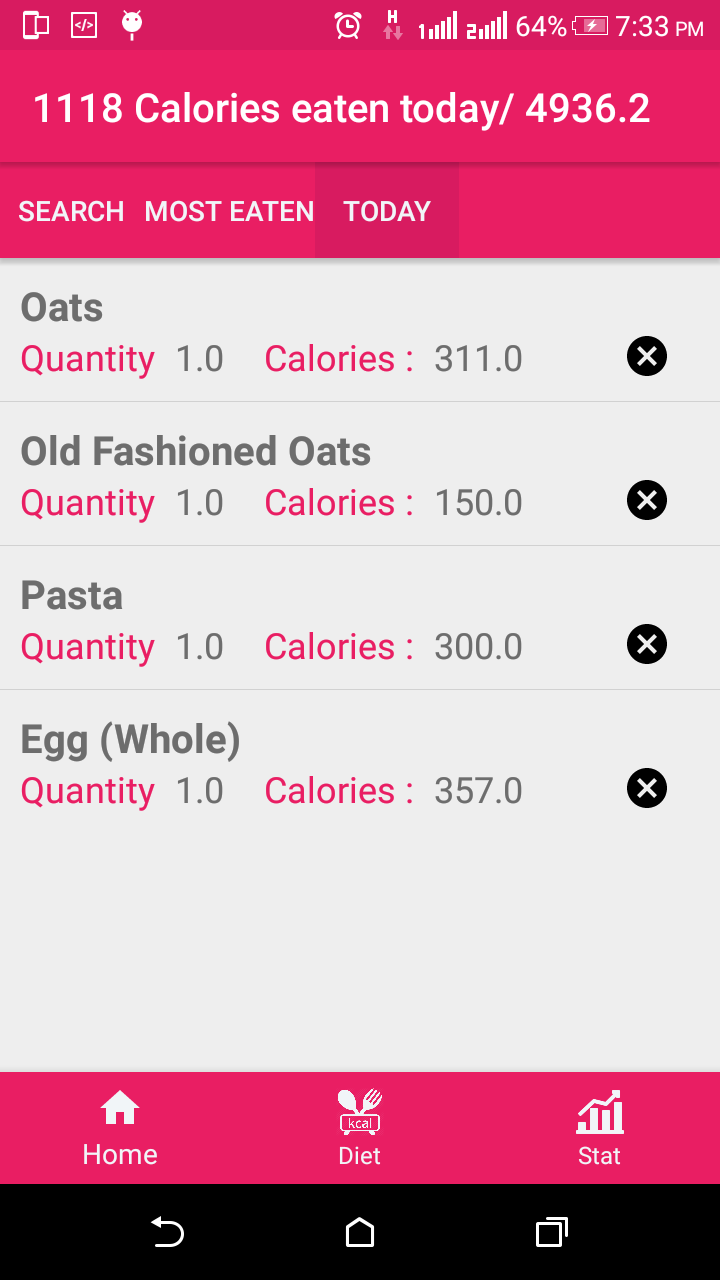 </> H 1 2 64% 7:33 PM
1118 Calories eaten today/ 4936.2
SEARCH MOST EATEN TODAY
Oats
Quantity 1.0 Calories : 311.0
Old Fashioned Oats
Quantity 1.0 Calories : 150.0
Pasta
Quantity 1.0 Calories : 300.0
Egg (Whole)
Quantity 1.0 Calories : 357.0
kcal
Home Diet Stat